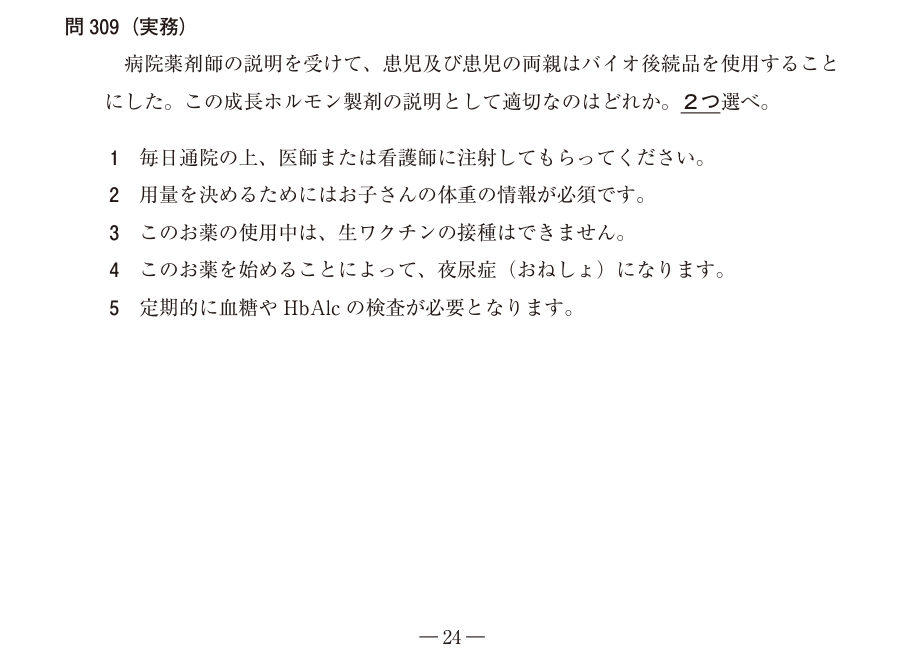 問 309（実務）
病院薬剤師の説明を受けて、患児及び患児の両親はバイオ後続品を使用すること
にした。この成長ホルモン製剤の説明として適切なのはどれか。２つ選べ。
1 毎日通院の上、医師または看護師に注射してもらってください。
2 用量を決めるためにはお子さんの体重の情報が必須です。
3 このお薬の使用中は、生ワクチンの接種はできません。
4 このお薬を始めることによって、夜尿症（おねしょ）になります。
5 定期的に血糖や HbAlc の検査が必要となります。
— 24 —